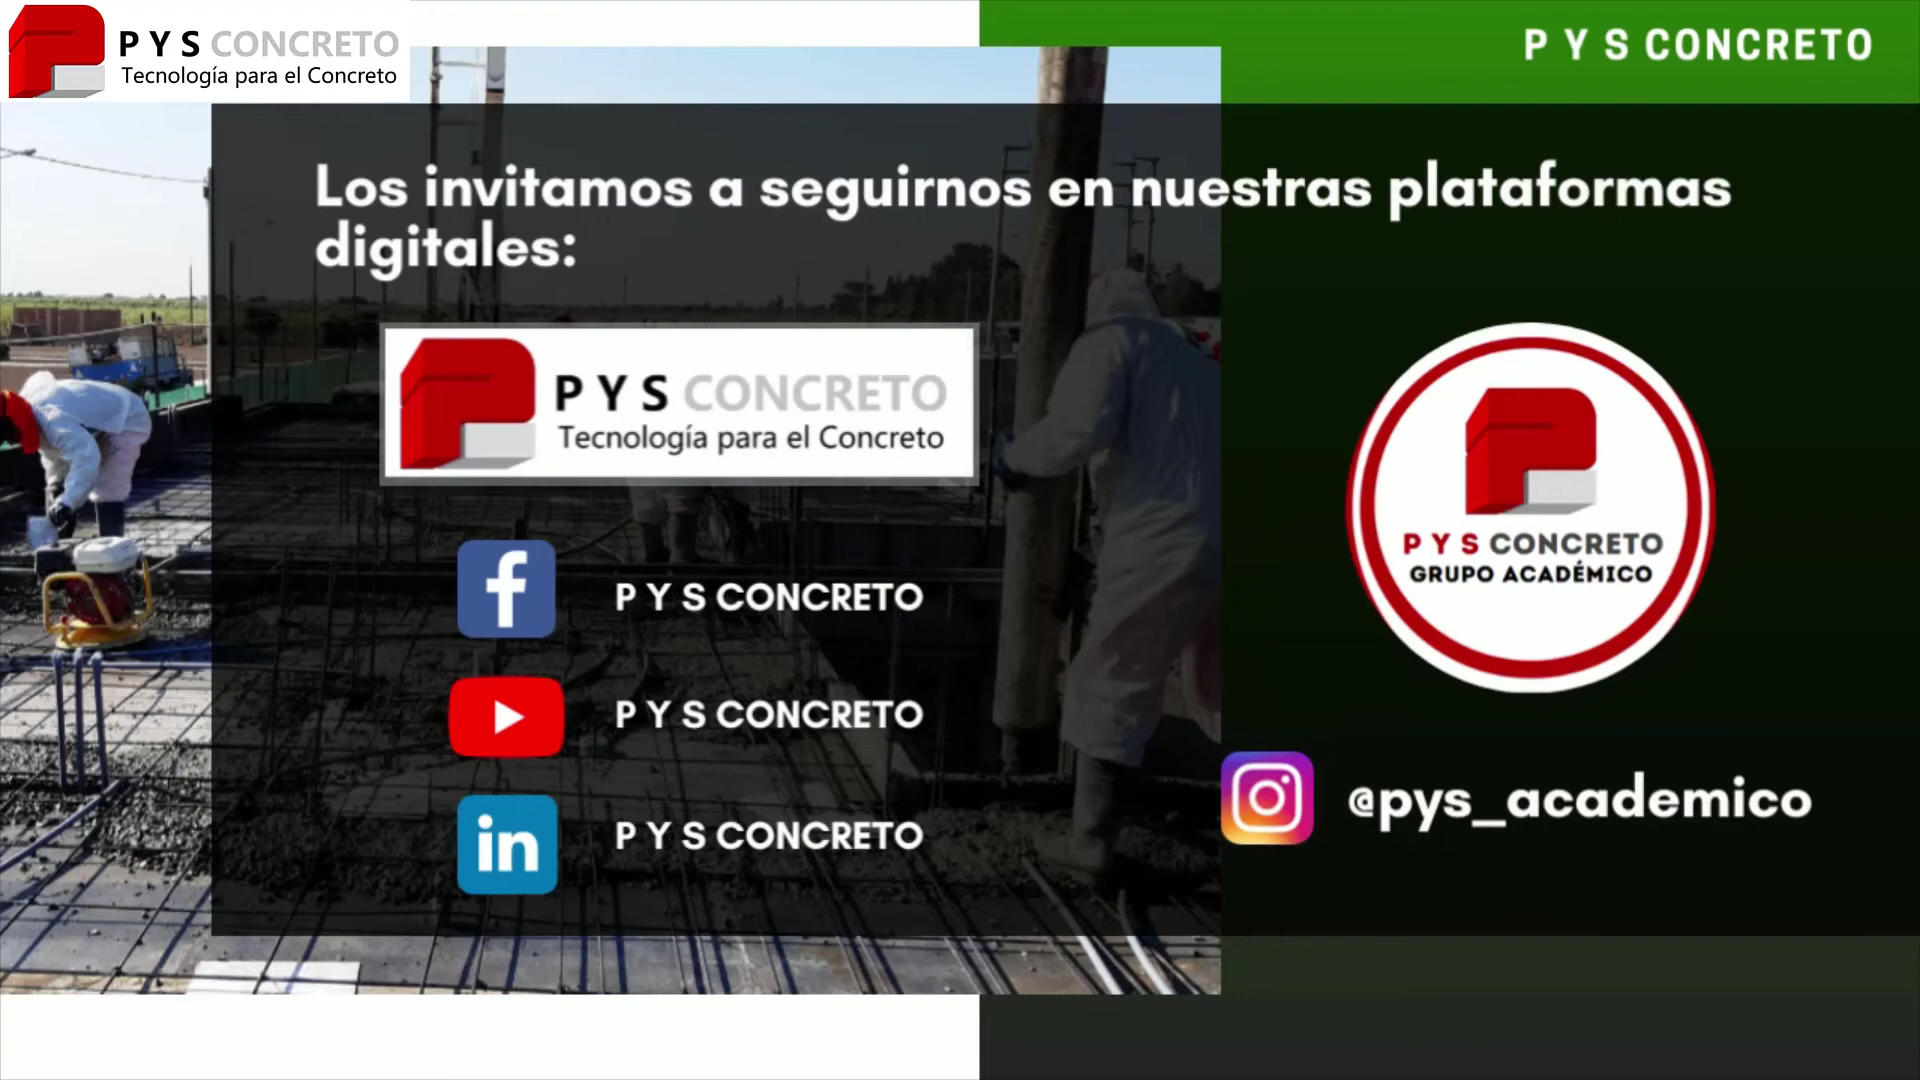 P Y S CONCRETO
Tecnología para el Concreto
P Y S CONCRETO
Los invitamos a seguirnos en nuestras plataformas
digitales:
P Y S CONCRETO
Tecnología para el Concreto
P Y S CONCRETO
GRUPO ACADÉMICO
f P Y S CONCRETO
P Y S CONCRETO
in P Y S CONCRETO
@pys_academico